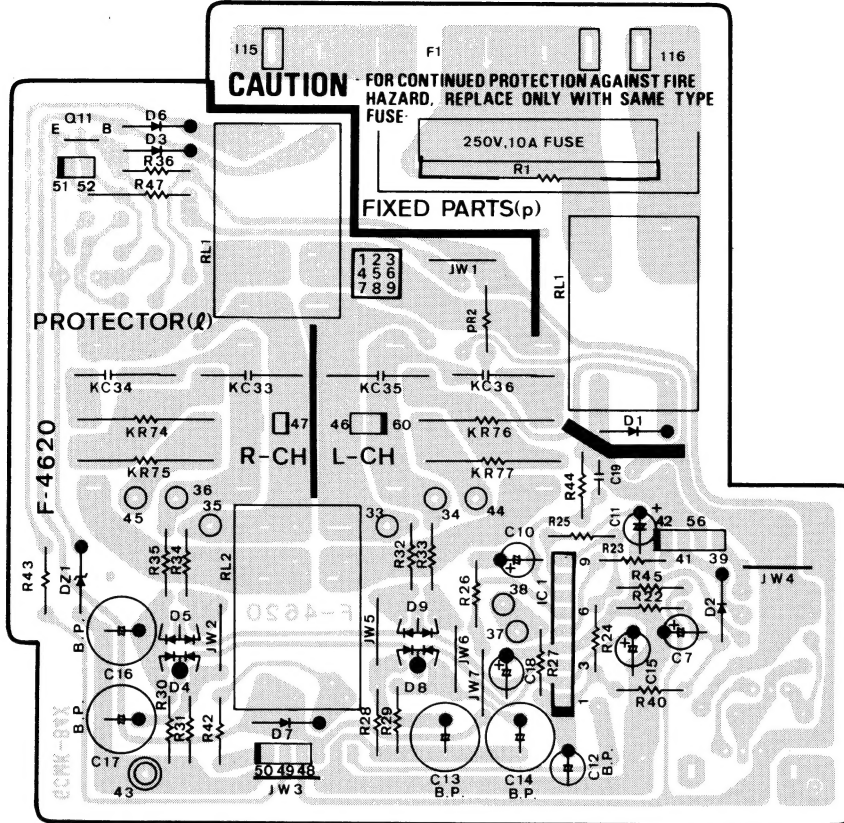 115
F1
116
CAUTION
FOR CONTINUED PROTECTION AGAINST FIRE
HAZARD, REPLACE ONLY WITH SAME TYPE
FUSE
250V,10A FUSE
R1
FIXED PARTS(p)
Q11
D6
E
B
D3
R36
51 52
R47
RL1
1 2 3
4 5 6
7 8 9
JW1
PR2
RL1
PROTECTOR(ℓ)
KC34
KC33
KC35
KC36
D1
KR74
47
46
60
KR76
F-4620
KR75
R-CH
L-CH
KR77
R44
C19
45
36
35
33
34
44
C10
R25
C11
+
42
56
R23
41
39
R43
DZ1
R35
R34
RL2
R32
R33
R26
IC1
9
R45
R22
D2
JW4
F-4620
38
37
6
3
1
B.P.
C16
D5
D4
JW2
JW5
D9
D8
JW6
JW7
C18
R27
R24
C15
C7
R40
B.P.
C17
R30
R31
R42
D7
R28
R29
C13
B.P.
C14
B.P.
C12
B.P.
43
50 49 48
JW3
GCMK-84X